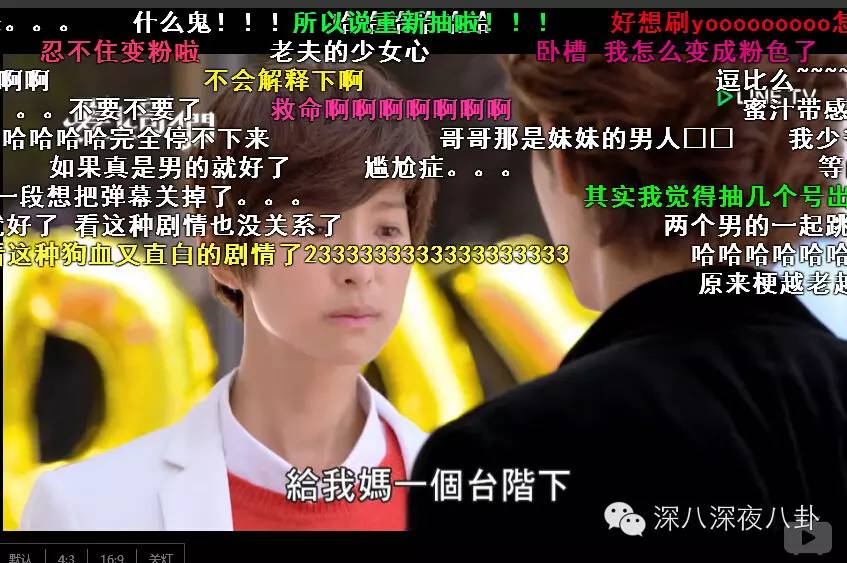 。。。 什么鬼！！！ 所以说重新抽啦！！！ 好想刷yooooooooo
忍不住变粉啦 老夫的少女心 卧槽 我怎么变成粉色了
啊啊 不会解释下啊 逗比么~~~~
LINE TV
。。。不要不要了 救命啊啊啊啊啊啊啊啊 蜜汁带感
哈哈哈哈完全停不下来 哥哥那是妹妹的男人□□ 我少
如果真是男的就好了 尴尬症。。。 等
一段想把弹幕关掉了。。。 其实我觉得抽几个号出
就好了 看这种剧情也没关系了 两个男的一起跳
看这种狗血又直白的剧情了23333333333333333333 哈哈哈哈哈哈
原来梗越老越
給我媽一個台階下
深八深夜八卦
默认 4:3 16:9 关灯